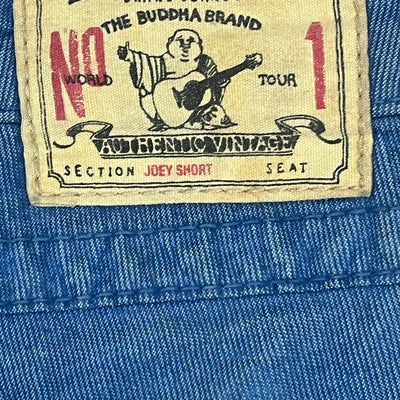 THE BUDDHA BRAND
NO 1
WORLD TOUR
AUTHENTIC VINTAGE
SECTION JOEY SHORT SEAT